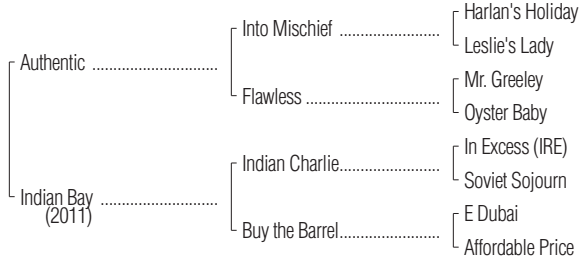 Harlan's Holiday
Into Mischief ......................
Leslie's Lady
Authentic ............................
Mr. Greeley
Flawless .............................
Oyster Baby
In Excess (IRE)
Indian Charlie......................
Soviet Sojourn
Indian Bay ..........................
(2011)
E Dubai
Buy the Barrel......................
Affordable Price